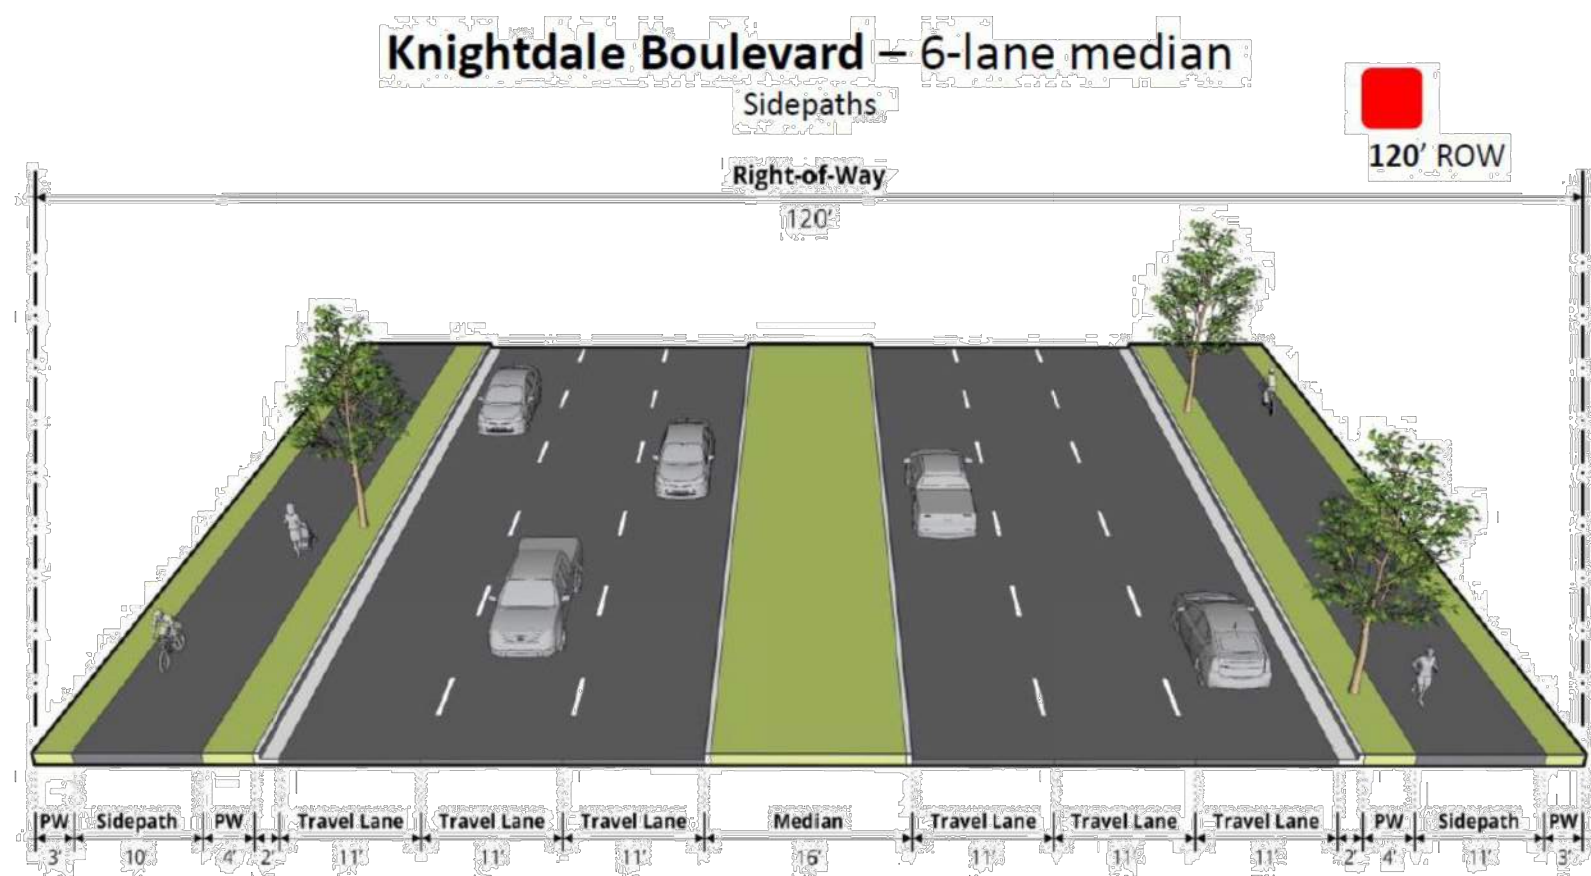 Knightdale Boulevard – 6-lane median
Sidepaths
120’ ROW
Right-of-Way
120’
PW Sidepath PW Travel Lane Travel Lane Travel Lane Median Travel Lane Travel Lane Travel Lane PW Sidepath PW
3’ 10’ 4’ 2’ 11’ 11’ 11’ 16’ 11’ 11’ 11’ 2’ 4’ 11’ 3’